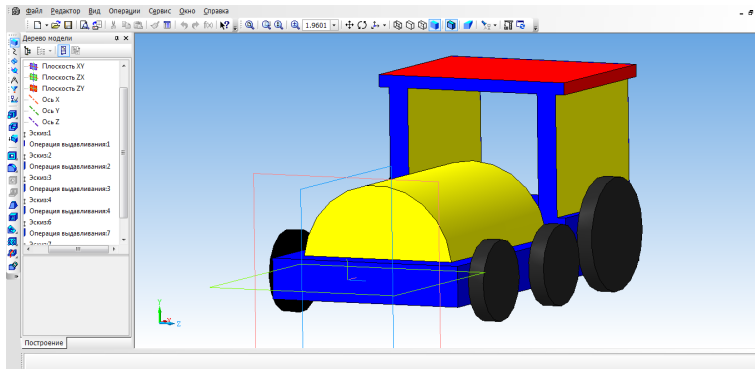 Файл Редактор Вид Операции Сервис Окно Справка
1.9601
Дерево модели
Плоскость XY
Плоскость ZX
Плоскость ZY
Ось X
Ось Y
Ось Z
Эскиз:1
Операция выдавливания:1
Эскиз:2
Операция выдавливания:2
Эскиз:3
Операция выдавливания:3
Эскиз:4
Операция выдавливания:4
Эскиз:6
Операция выдавливания:7
Эскиз:7
Y
Z
Построение